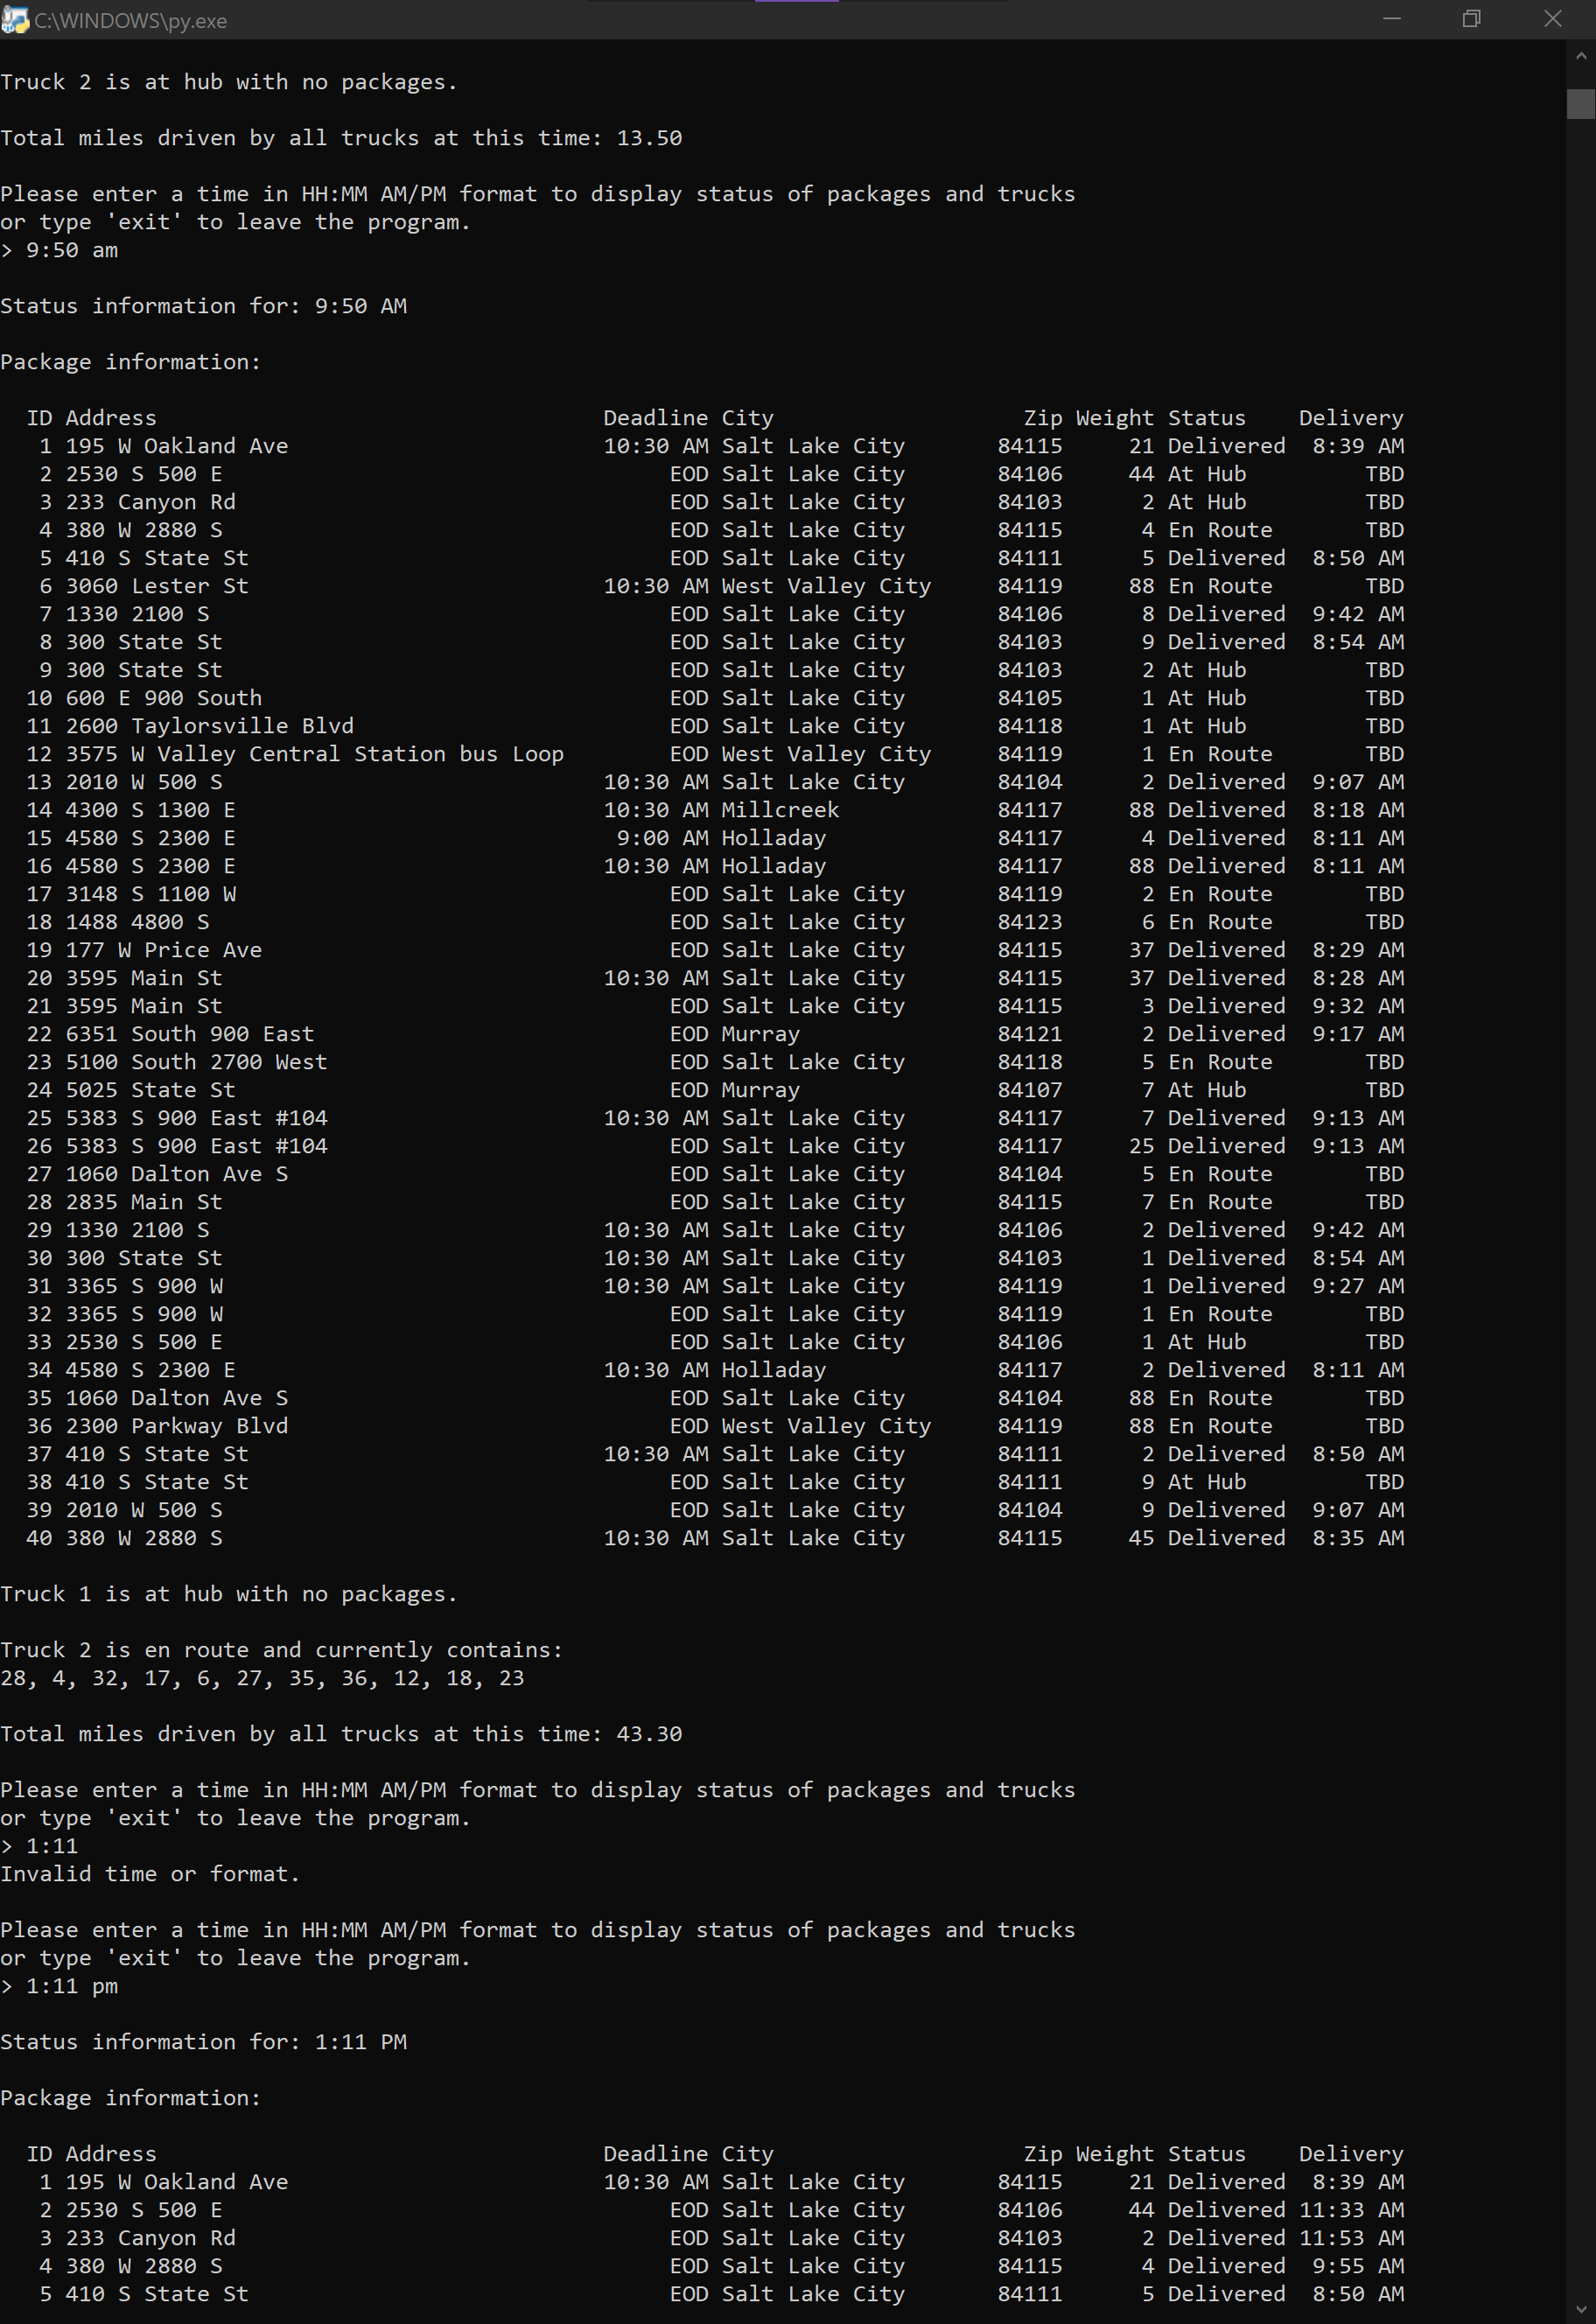 C:\WINDOWS\py.exe
Truck 2 is at hub with no packages.
Total miles driven by all trucks at this time: 13.50
Please enter a time in HH:MM AM/PM format to display status of packages and trucks
or type 'exit' to leave the program.
> 9:50 am
Status information for: 9:50 AM
Package information:
ID Address Deadline City Zip Weight Status Delivery
1 195 W Oakland Ave 10:30 AM Salt Lake City 84115 21 Delivered 8:39 AM
2 2530 S 500 E EOD Salt Lake City 84106 44 At Hub TBD
3 233 Canyon Rd EOD Salt Lake City 84103 2 At Hub TBD
4 380 W 2880 S EOD Salt Lake City 84115 4 En Route TBD
5 410 S State St EOD Salt Lake City 84111 5 Delivered 8:50 AM
6 3060 Lester St 10:30 AM West Valley City 84119 88 En Route TBD
7 1330 2100 S EOD Salt Lake City 84106 8 Delivered 9:42 AM
8 300 State St EOD Salt Lake City 84103 9 Delivered 8:54 AM
9 300 State St EOD Salt Lake City 84103 2 At Hub TBD
10 600 E 900 South EOD Salt Lake City 84105 1 At Hub TBD
11 2600 Taylorsville Blvd EOD Salt Lake City 84118 1 At Hub TBD
12 3575 W Valley Central Station bus Loop EOD West Valley City 84119 1 En Route TBD
13 2010 W 500 S 10:30 AM Salt Lake City 84104 2 Delivered 9:07 AM
14 4300 S 1300 E 10:30 AM Millcreek 84117 88 Delivered 8:18 AM
15 4580 S 2300 E 9:00 AM Holladay 84117 4 Delivered 8:11 AM
16 4580 S 2300 E 10:30 AM Holladay 84117 88 Delivered 8:11 AM
17 3148 S 1100 W EOD Salt Lake City 84119 2 En Route TBD
18 1488 4800 S EOD Salt Lake City 84123 6 En Route TBD
19 177 W Price Ave EOD Salt Lake City 84115 37 Delivered 8:29 AM
20 3595 Main St 10:30 AM Salt Lake City 84115 37 Delivered 8:28 AM
21 3595 Main St EOD Salt Lake City 84115 3 Delivered 9:32 AM
22 6351 South 900 East EOD Murray 84121 2 Delivered 9:17 AM
23 5100 South 2700 West EOD Salt Lake City 84118 5 En Route TBD
24 5025 State St EOD Murray 84107 7 At Hub TBD
25 5383 S 900 East #104 10:30 AM Salt Lake City 84117 7 Delivered 9:13 AM
26 5383 S 900 East #104 EOD Salt Lake City 84117 25 Delivered 9:13 AM
27 1060 Dalton Ave S EOD Salt Lake City 84104 5 En Route TBD
28 2835 Main St EOD Salt Lake City 84115 7 En Route TBD
29 1330 2100 S 10:30 AM Salt Lake City 84106 2 Delivered 9:42 AM
30 300 State St 10:30 AM Salt Lake City 84103 1 Delivered 8:54 AM
31 3365 S 900 W 10:30 AM Salt Lake City 84119 1 Delivered 9:27 AM
32 3365 S 900 W EOD Salt Lake City 84119 1 En Route TBD
33 2530 S 500 E EOD Salt Lake City 84106 1 At Hub TBD
34 4580 S 2300 E 10:30 AM Holladay 84117 2 Delivered 8:11 AM
35 1060 Dalton Ave S EOD Salt Lake City 84104 88 En Route TBD
36 2300 Parkway Blvd EOD West Valley City 84119 88 En Route TBD
37 410 S State St 10:30 AM Salt Lake City 84111 2 Delivered 8:50 AM
38 410 S State St EOD Salt Lake City 84111 9 At Hub TBD
39 2010 W 500 S EOD Salt Lake City 84104 9 Delivered 9:07 AM
40 380 W 2880 S 10:30 AM Salt Lake City 84115 45 Delivered 8:35 AM
Truck 1 is at hub with no packages.
Truck 2 is en route and currently contains:
28, 4, 32, 17, 6, 27, 35, 36, 12, 18, 23
Total miles driven by all trucks at this time: 43.30
Please enter a time in HH:MM AM/PM format to display status of packages and trucks
or type 'exit' to leave the program.
> 1:11
Invalid time or format.
Please enter a time in HH:MM AM/PM format to display status of packages and trucks
or type 'exit' to leave the program.
> 1:11 pm
Status information for: 1:11 PM
Package information:
ID Address Deadline City Zip Weight Status Delivery
1 195 W Oakland Ave 10:30 AM Salt Lake City 84115 21 Delivered 8:39 AM
2 2530 S 500 E EOD Salt Lake City 84106 44 Delivered 11:33 AM
3 233 Canyon Rd EOD Salt Lake City 84103 2 Delivered 11:53 AM
4 380 W 2880 S EOD Salt Lake City 84115 4 Delivered 9:55 AM
5 410 S State St EOD Salt Lake City 84111 5 Delivered 8:50 AM